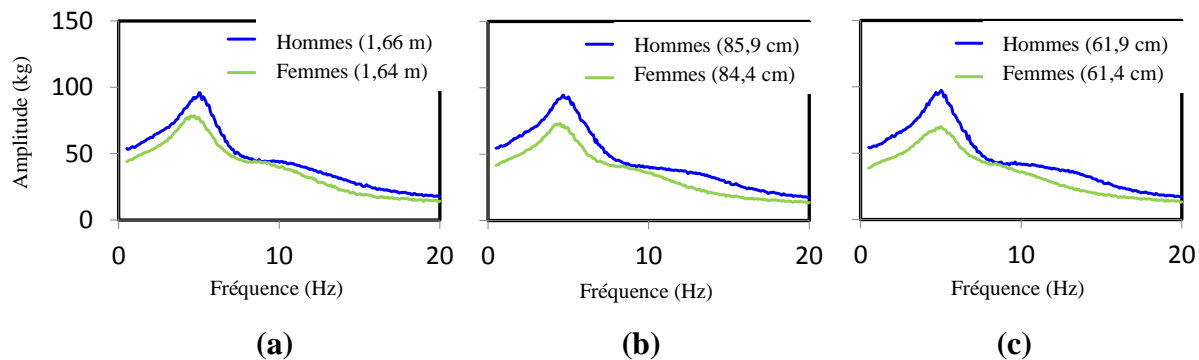 Amplitude (kg)
150
100
50
0
Hommes (1,66 m)
Femmes (1,64 m)
0 10 20
Fréquence (Hz)
(a)
Hommes (85,9 cm)
Femmes (84,4 cm)
0 10 20
Fréquence (Hz)
(b)
Hommes (61,9 cm)
Femmes (61,4 cm)
0 10 20
Fréquence (Hz)
(c)